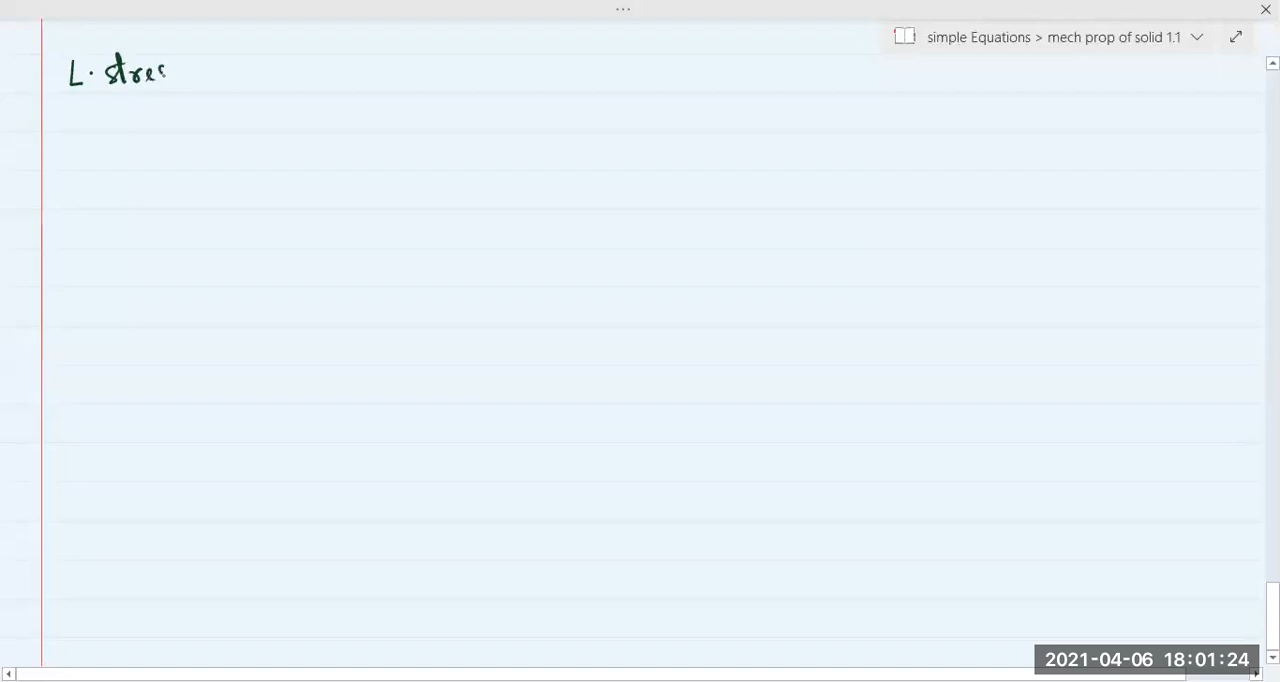 ...
simple Equations > mech prop of solid 1.1
L. stres
2021-04-06 18:01:24